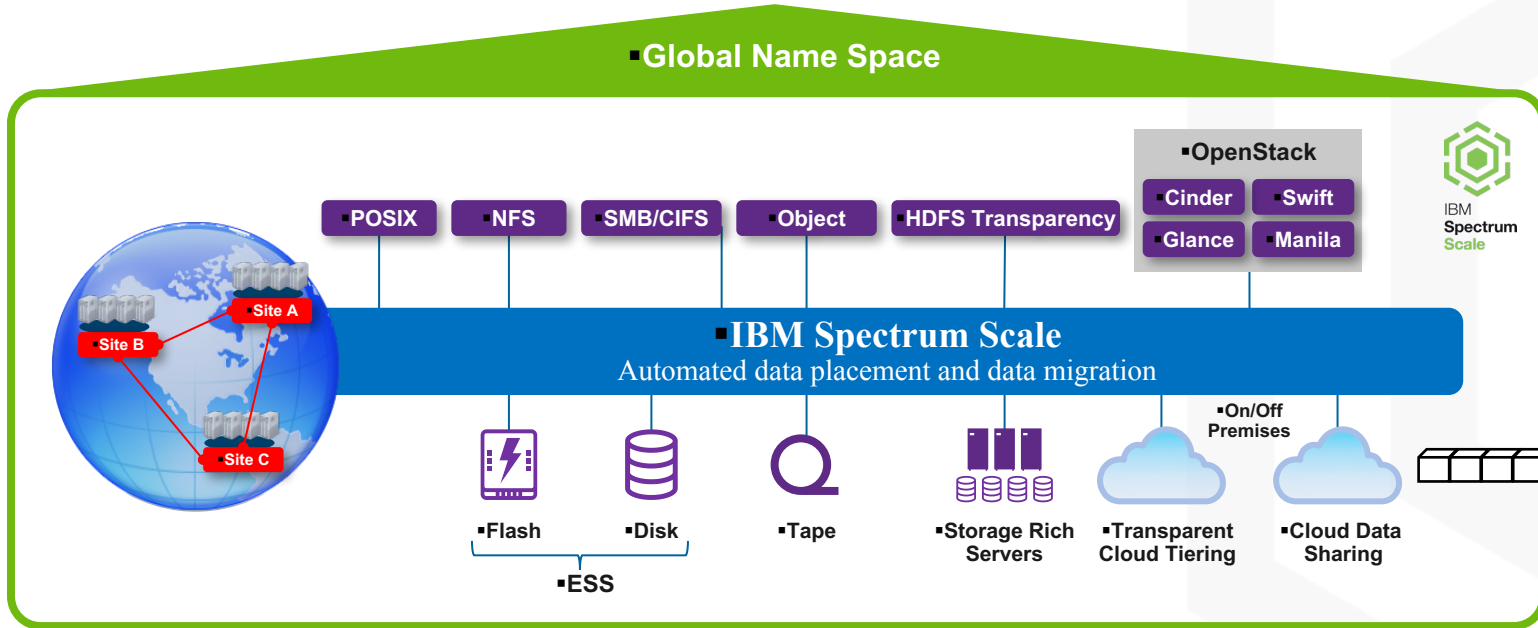 ▪Global Name Space
▪OpenStack
▪POSIX
▪NFS
▪SMB/CIFS
▪Object
▪HDFS Transparency
▪Cinder
▪Swift
▪Glance
▪Manila
IBM
Spectrum
Scale
▪Site A
▪Site B
▪Site C
▪IBM Spectrum Scale
Automated data placement and data migration
▪On/Off
Premises
▪Flash
▪Disk
▪Tape
▪Storage Rich
Servers
▪Transparent
Cloud Tiering
▪Cloud Data
Sharing
▪ESS